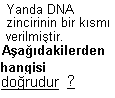 Yanda DNA
zincirinin bir kısmı
verilmiştir.
Aşağıdakilerden
hangisi
doğrudur ?